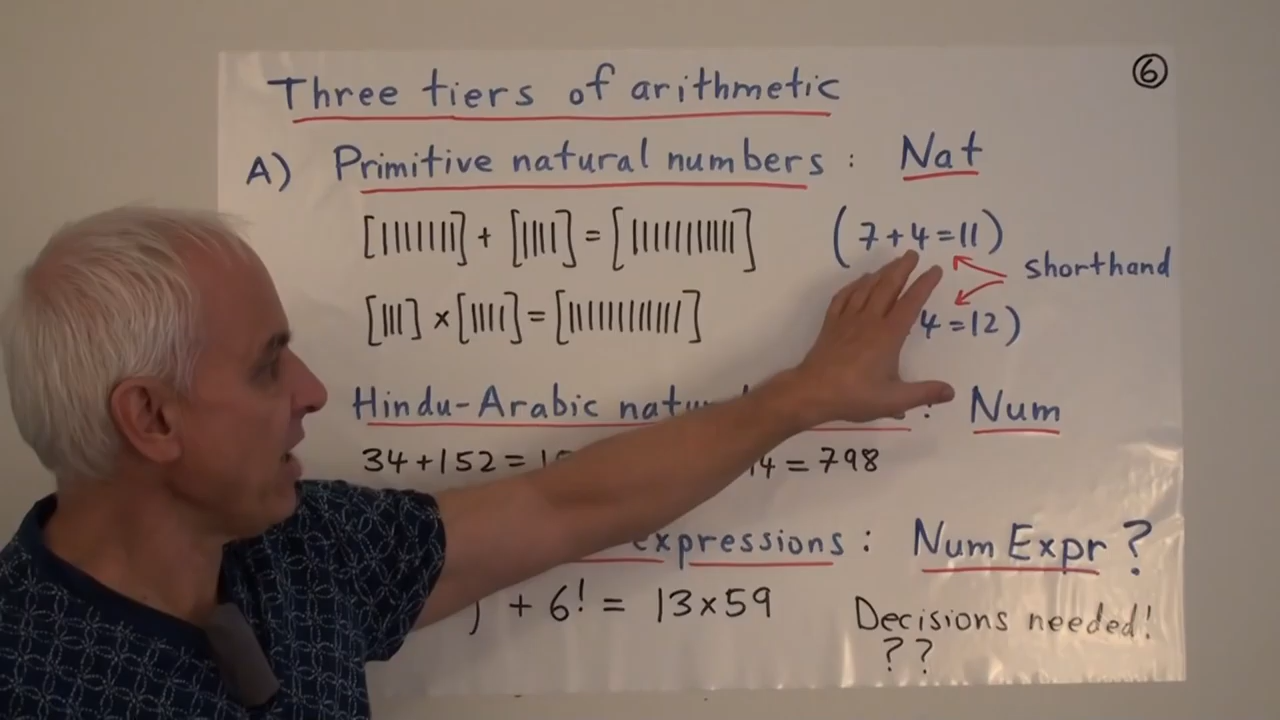 Three tiers of arithmetic
⑥
A) Primitive natural numbers : Nat
[|||||||] + [||||] = [|||||||||||] (7+4=11)
shorthand
[|||] × [||||] = [||||||||||||] 4=12)
Hindu-Arabic : Num
34+152= 4=798
expressions : Num Expr ?
+ 6! = 13×59
Decisions needed!
? ?